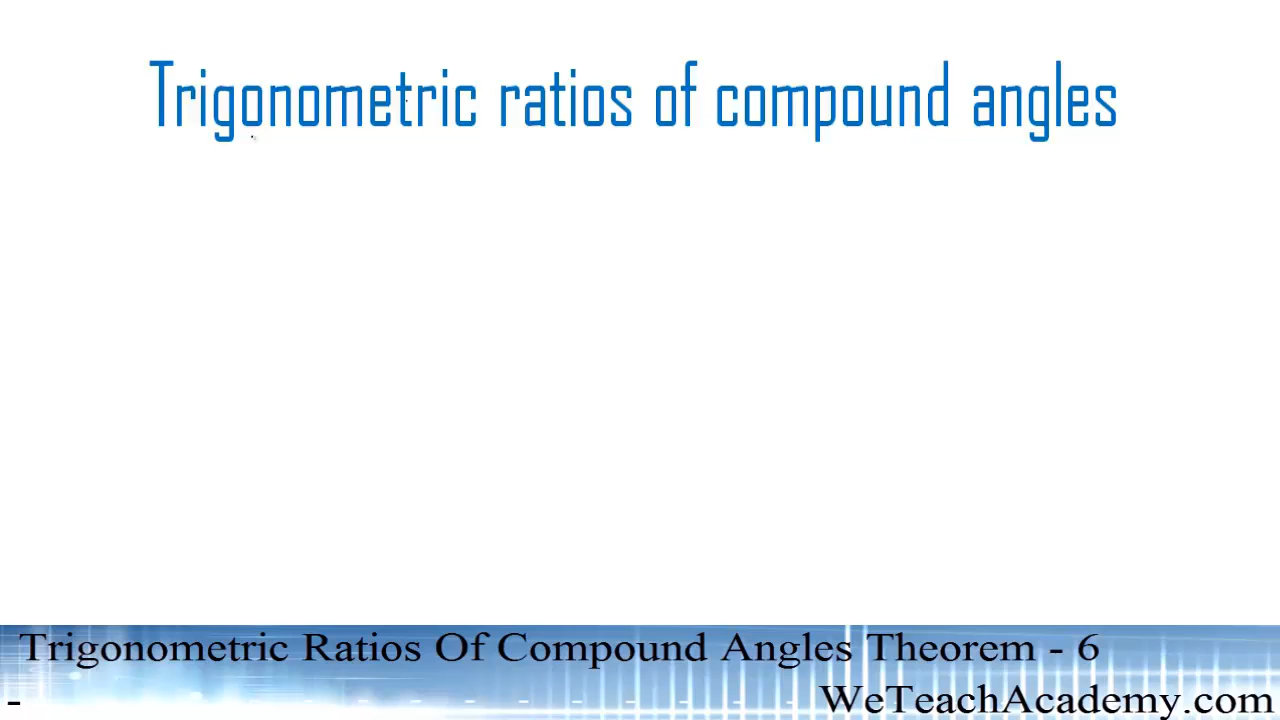 Trigonometric ratios of compound angles
Trigonometric Ratios Of Compound Angles Theorem - 6
-
WeTeachAcademy.com